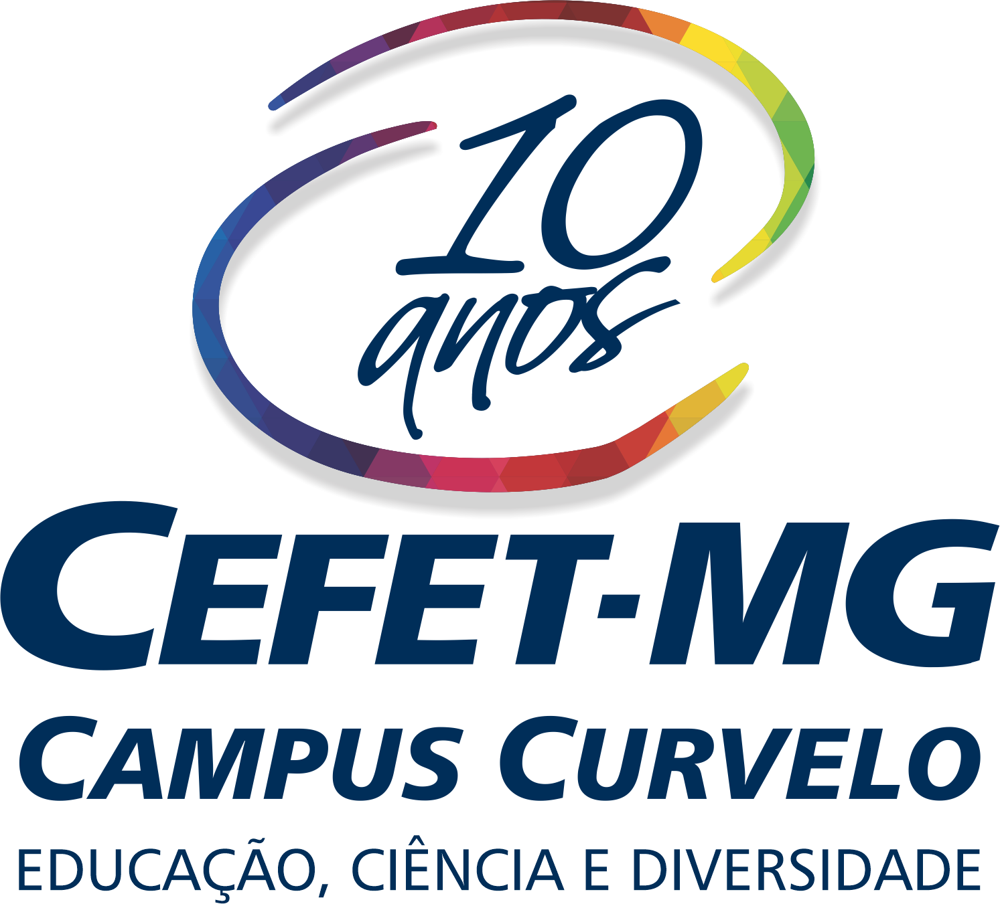 10
anos
CEFET-MG
CAMPUS CURVELO
EDUCAÇÃO, CIÊNCIA E DIVERSIDADE